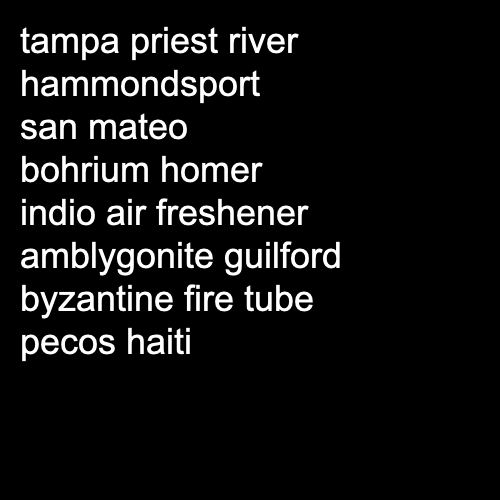 tampa priest river
hammondsport
san mateo
bohrium homer
indio air freshener
amblygonite guilford
byzantine fire tube
pecos haiti